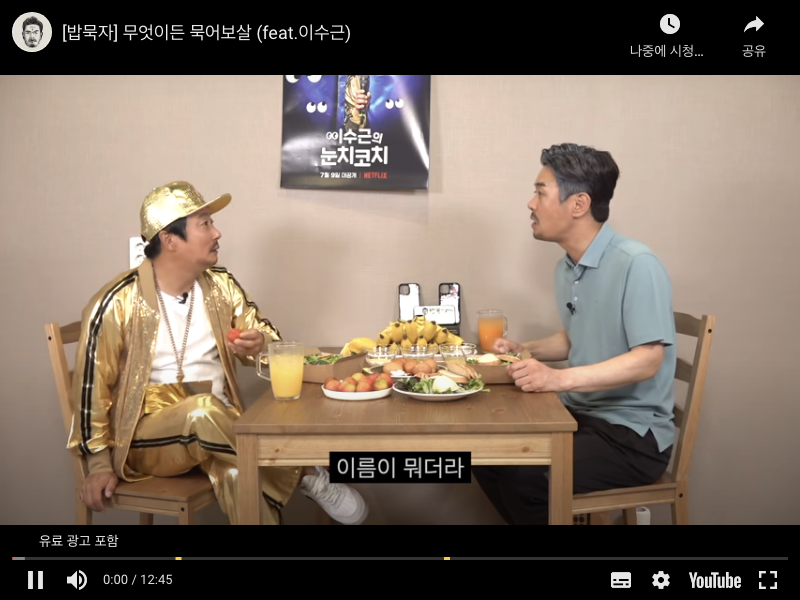 [밥묵자] 무엇이든 묵어보살 (feat.이수근)
나중에 시청...
공유
이수근의
눈치코치
7월 9일 대공개 | NETFLIX
이름이 뭐더라
유료 광고 포함
0:00 / 12:45
YouTube